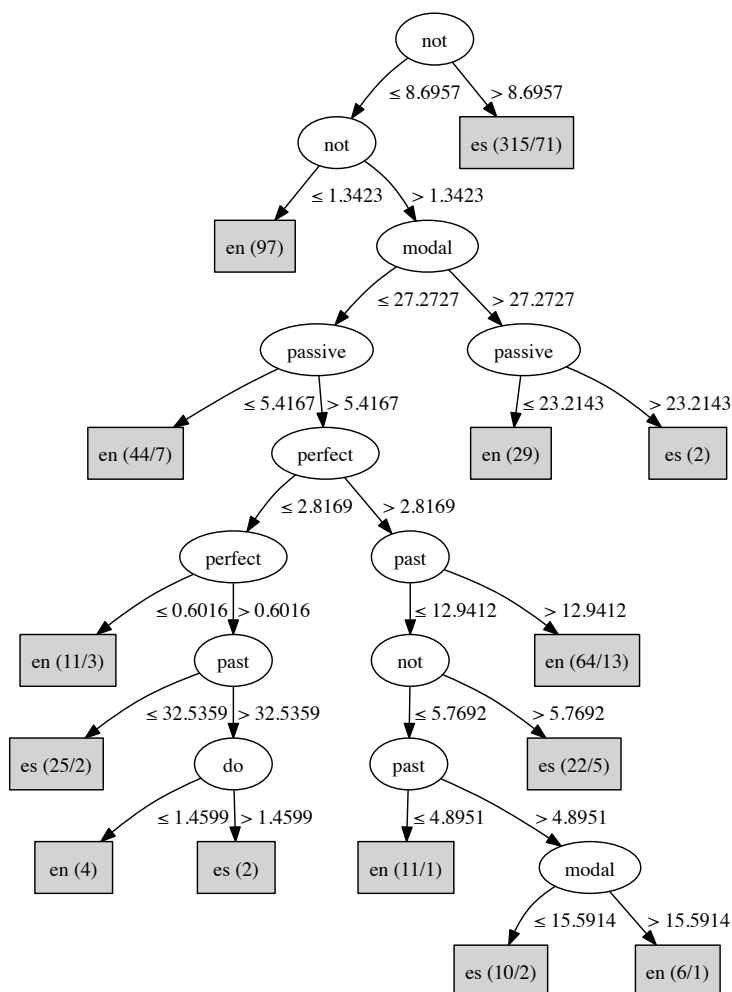 not
≤ 8.6957 > 8.6957
not es (315/71)
≤ 1.3423 > 1.3423
en (97) modal
≤ 27.2727 > 27.2727
passive passive
≤ 5.4167 > 5.4167 ≤ 23.2143 > 23.2143
en (44/7) perfect en (29) es (2)
≤ 2.8169 > 2.8169
perfect past
≤ 0.6016 > 0.6016 ≤ 12.9412 > 12.9412
en (11/3) past not en (64/13)
≤ 32.5359 > 32.5359 ≤ 5.7692 > 5.7692
es (25/2) do past es (22/5)
≤ 1.4599 > 1.4599 ≤ 4.8951 > 4.8951
en (4) es (2) en (11/1) modal
≤ 15.5914 > 15.5914
es (10/2) en (6/1)